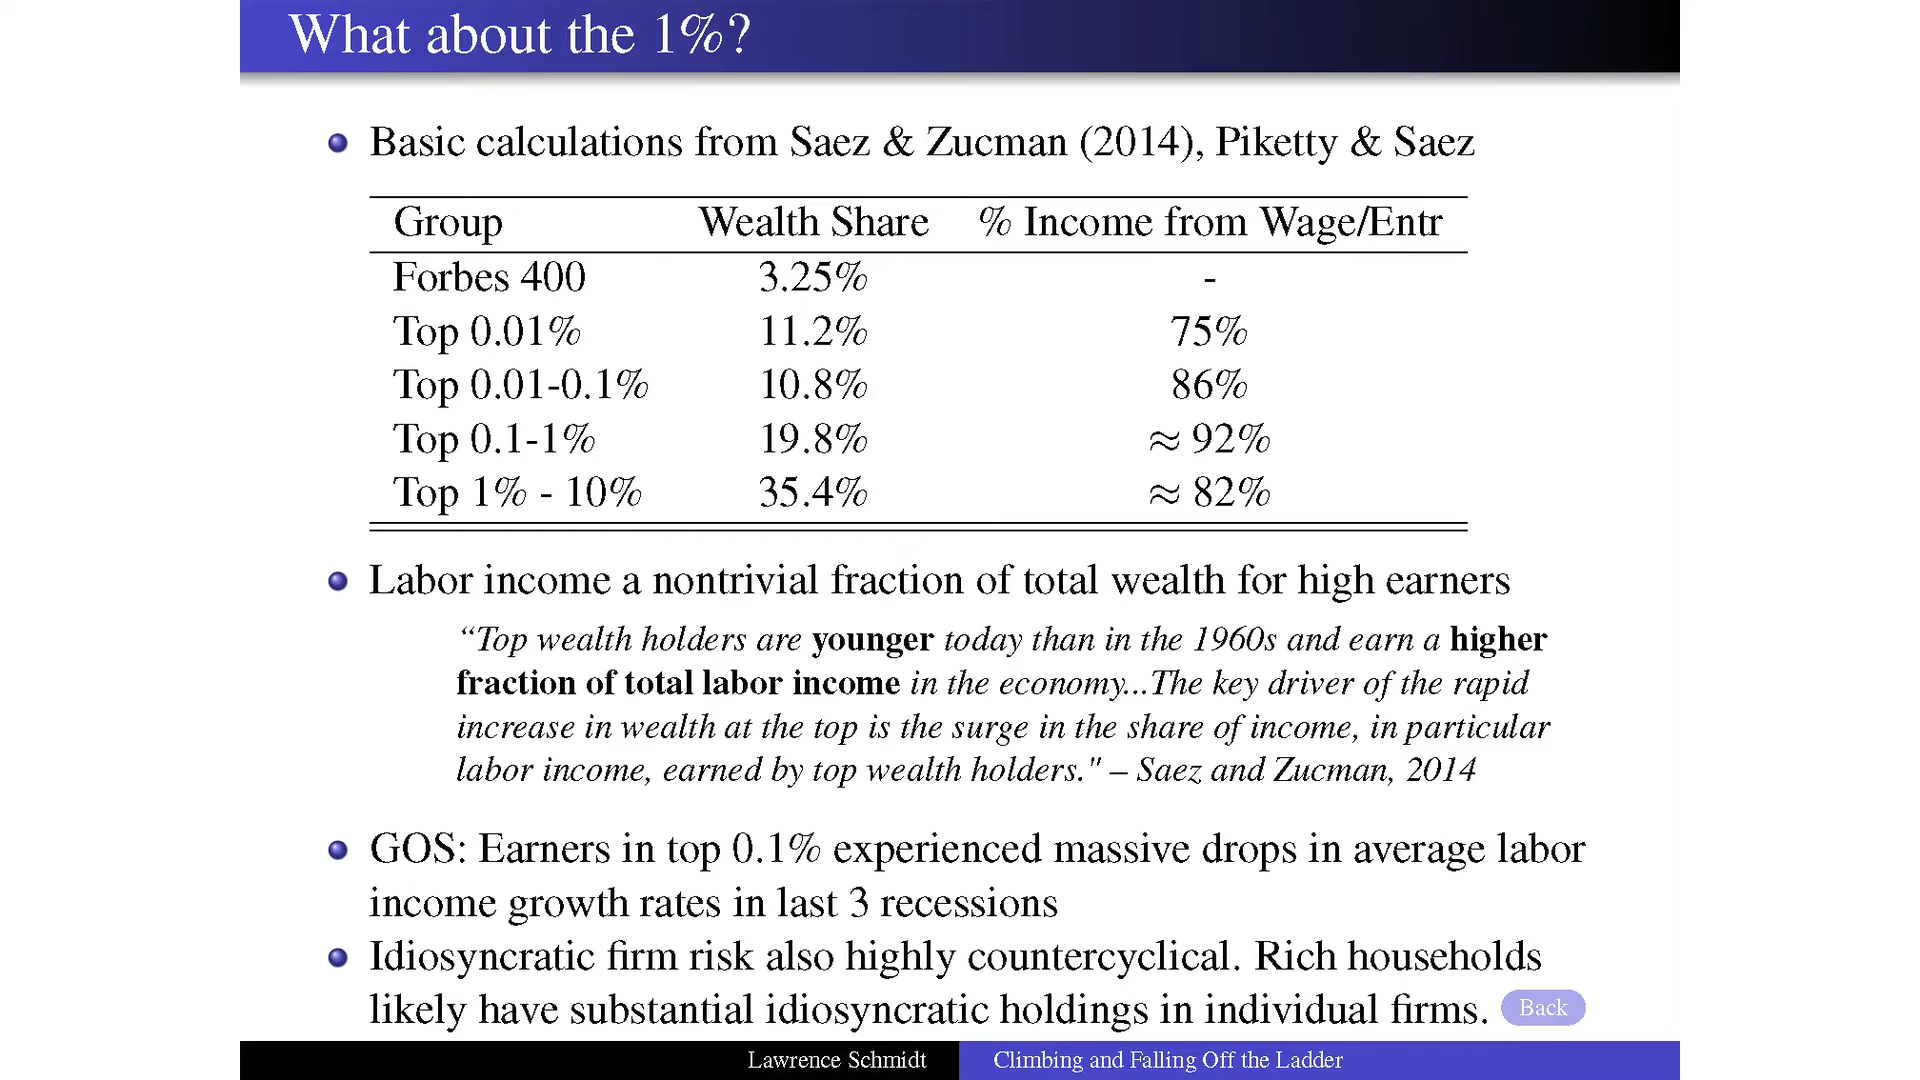 What about the 1%?
Basic calculations from Saez & Zucman (2014), Piketty & Saez
Group Wealth Share % Income from Wage/Entr
Forbes 400 3.25% -
Top 0.01% 11.2% 75%
Top 0.01-0.1% 10.8% 86%
Top 0.1-1% 19.8% ≈ 92%
Top 1% - 10% 35.4% ≈ 82%
Labor income a nontrivial fraction of total wealth for high earners
“Top wealth holders are younger today than in the 1960s and earn a higher
fraction of total labor income in the economy...The key driver of the rapid
increase in wealth at the top is the surge in the share of income, in particular
labor income, earned by top wealth holders." – Saez and Zucman, 2014
GOS: Earners in top 0.1% experienced massive drops in average labor
income growth rates in last 3 recessions
Idiosyncratic firm risk also highly countercyclical. Rich households
likely have substantial idiosyncratic holdings in individual firms. Back
Lawrence Schmidt Climbing and Falling Off the Ladder